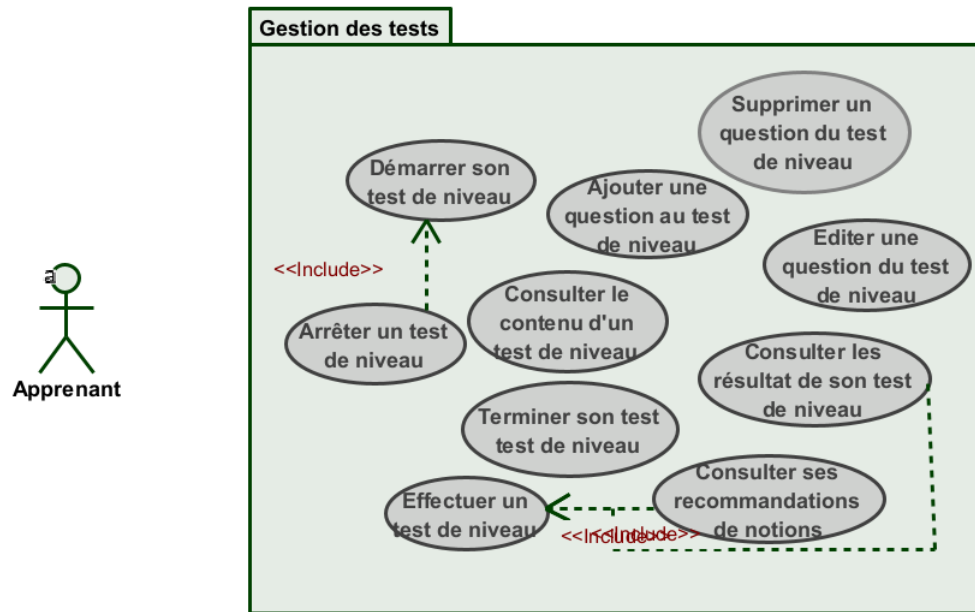 Gestion des tests
Supprimer un
question du test
de niveau
Démarrer son
test de niveau
Ajouter une
question au test
de niveau
Editer une
question du test
de niveau
a
<<Include>>
Consulter le
contenu d'un
test de niveau
Arrêter un test
de niveau
Apprenant
Consulter les
résultat de son test
de niveau
Terminer son test
test de niveau
Consulter ses
recommandations
de notions
Effectuer un
test de niveau
<<Include>>
<<Include>>